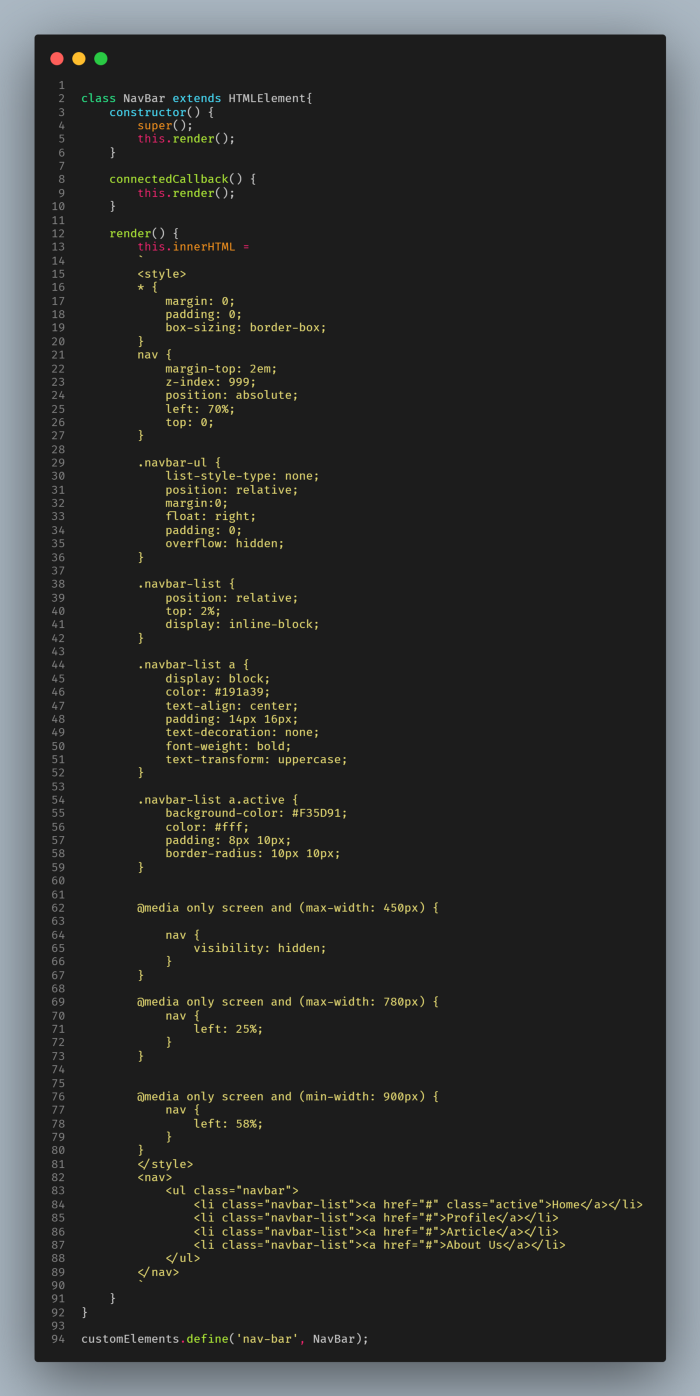 1
2 class NavBar extends HTMLElement{
3     constructor() {
4         super();
5         this.render();
6     }
7
8     connectedCallback() {
9         this.render();
10     }
11
12     render() {
13         this.innerHTML =
14         `
15         <style>
16         * {
17             margin: 0;
18             padding: 0;
19             box-sizing: border-box;
20         }
21         nav {
22             margin-top: 2em;
23             z-index: 999;
24             position: absolute;
25             left: 70%;
26             top: 0;
27         }
28
29         .navbar-ul {
30             list-style-type: none;
31             position: relative;
32             margin:0;
33             float: right;
34             padding: 0;
35             overflow: hidden;
36         }
37
38         .navbar-list {
39             position: relative;
40             top: 2%;
41             display: inline-block;
42         }
43
44         .navbar-list a {
45             display: block;
46             color: #191a39;
47             text-align: center;
48             padding: 14px 16px;
49             text-decoration: none;
50             font-weight: bold;
51             text-transform: uppercase;
52         }
53
54         .navbar-list a.active {
55             background-color: #F35D91;
56             color: #fff;
57             padding: 8px 10px;
58             border-radius: 10px 10px;
59         }
60
61
62         @media only screen and (max-width: 450px) {
63
64             nav {
65                 visibility: hidden;
66             }
67         }
68
69         @media only screen and (max-width: 780px) {
70             nav {
71                 left: 25%;
72             }
73         }
74
75
76         @media only screen and (min-width: 900px) {
77             nav {
78                 left: 58%;
79             }
80         }
81         </style>
82         <nav>
83             <ul class="navbar">
84                 <li class="navbar-list"><a href="#" class="active">Home</a></li>
85                 <li class="navbar-list"><a href="#">Profile</a></li>
86                 <li class="navbar-list"><a href="#">Article</a></li>
87                 <li class="navbar-list"><a href="#">About Us</a></li>
88             </ul>
89         </nav>
90         `
91     }
92 }
93
94 customElements.define('nav-bar', NavBar);